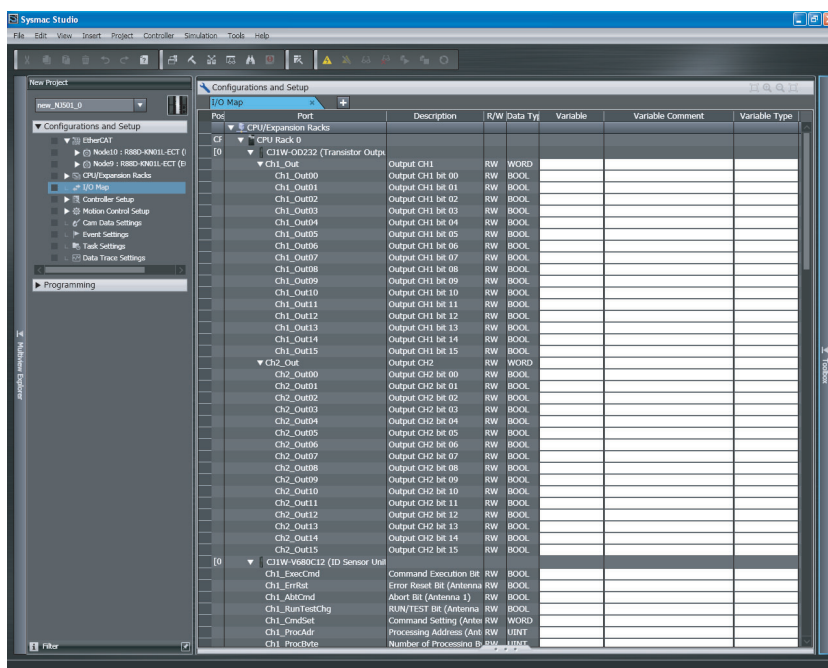 Sysmac Studio
File Edit View Insert Project Controller Simulation Tools Help
New Project
new_NJ501_0
Configurations and Setup
EtherCAT
Node10 : R88D-KN01L-ECT (
Node9 : R88D-KN01L-ECT (E
CPU/Expansion Racks
I/O Map
Controller Setup
Motion Control Setup
Cam Data Settings
Event Settings
Task Settings
Data Trace Settings
Programming
Multiview Explorer
Filter
Configurations and Setup
I/O Map
Pos Port Description R/W Data Typ Variable Variable Comment Variable Type
CPU/Expansion Racks
CF CPU Rack 0
[0 CJ1W-OD232 (Transistor Outpu
Ch1_Out Output CH1 RW WORD
Ch1_Out00 Output CH1 bit 00 RW BOOL
Ch1_Out01 Output CH1 bit 01 RW BOOL
Ch1_Out02 Output CH1 bit 02 RW BOOL
Ch1_Out03 Output CH1 bit 03 RW BOOL
Ch1_Out04 Output CH1 bit 04 RW BOOL
Ch1_Out05 Output CH1 bit 05 RW BOOL
Ch1_Out06 Output CH1 bit 06 RW BOOL
Ch1_Out07 Output CH1 bit 07 RW BOOL
Ch1_Out08 Output CH1 bit 08 RW BOOL
Ch1_Out09 Output CH1 bit 09 RW BOOL
Ch1_Out10 Output CH1 bit 10 RW BOOL
Ch1_Out11 Output CH1 bit 11 RW BOOL
Ch1_Out12 Output CH1 bit 12 RW BOOL
Ch1_Out13 Output CH1 bit 13 RW BOOL
Ch1_Out14 Output CH1 bit 14 RW BOOL
Ch1_Out15 Output CH1 bit 15 RW BOOL
Ch2_Out Output CH2 RW WORD
Ch2_Out00 Output CH2 bit 00 RW BOOL
Ch2_Out01 Output CH2 bit 01 RW BOOL
Ch2_Out02 Output CH2 bit 02 RW BOOL
Ch2_Out03 Output CH2 bit 03 RW BOOL
Ch2_Out04 Output CH2 bit 04 RW BOOL
Ch2_Out05 Output CH2 bit 05 RW BOOL
Ch2_Out06 Output CH2 bit 06 RW BOOL
Ch2_Out07 Output CH2 bit 07 RW BOOL
Ch2_Out08 Output CH2 bit 08 RW BOOL
Ch2_Out09 Output CH2 bit 09 RW BOOL
Ch2_Out10 Output CH2 bit 10 RW BOOL
Ch2_Out11 Output CH2 bit 11 RW BOOL
Ch2_Out12 Output CH2 bit 12 RW BOOL
Ch2_Out13 Output CH2 bit 13 RW BOOL
Ch2_Out14 Output CH2 bit 14 RW BOOL
Ch2_Out15 Output CH2 bit 15 RW BOOL
[0 CJ1W-V680C12 (ID Sensor Unit
Ch1_ExecCmd Command Execution Bit RW BOOL
Ch1_ErrRst Error Reset Bit (Antenna RW BOOL
Ch1_AbtCmd Abort Bit (Antenna 1) RW BOOL
Ch1_RunTestChg RUN/TEST Bit (Antenna RW BOOL
Ch1_CmdSet Command Setting (Anter RW WORD
Ch1_ProcAdr Processing Address (Ant RW UINT
Ch1_ProcByte Number of Processing B RW UINT
Toolbox